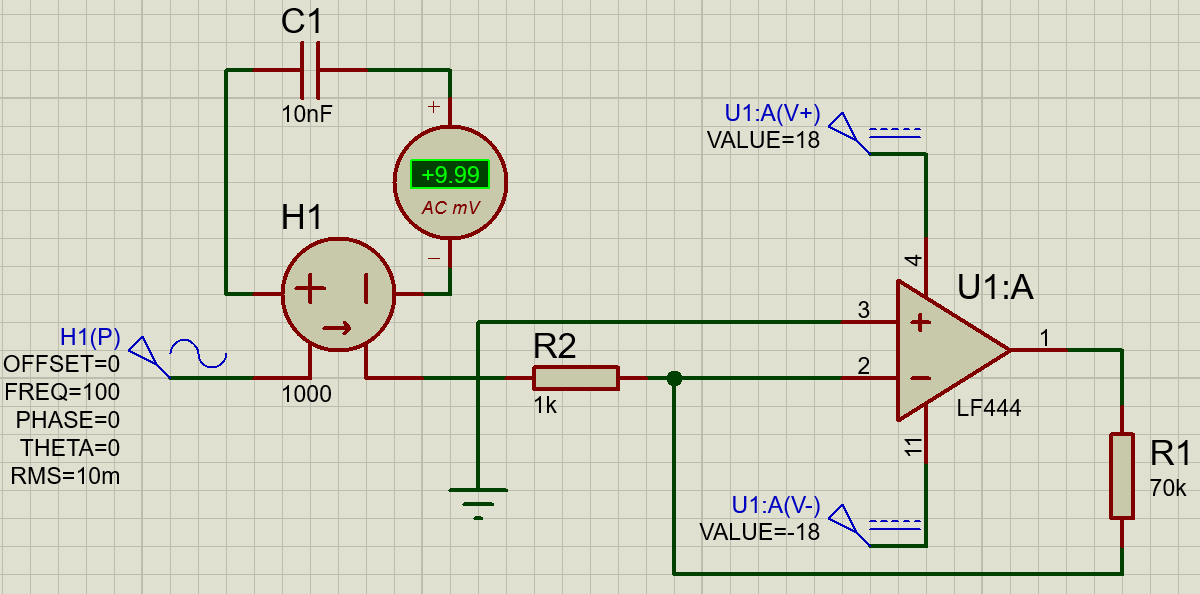 C1
10nF
+
+9.99
AC mV
−
H1
+
1000
H1(P)
OFFSET=0
FREQ=100
PHASE=0
THETA=0
RMS=10m
R2
1k
U1:A(V+)
VALUE=18
4
U1:A
3
+
2
−
1
LF444
11
R1
70k
U1:A(V-)
VALUE=-18